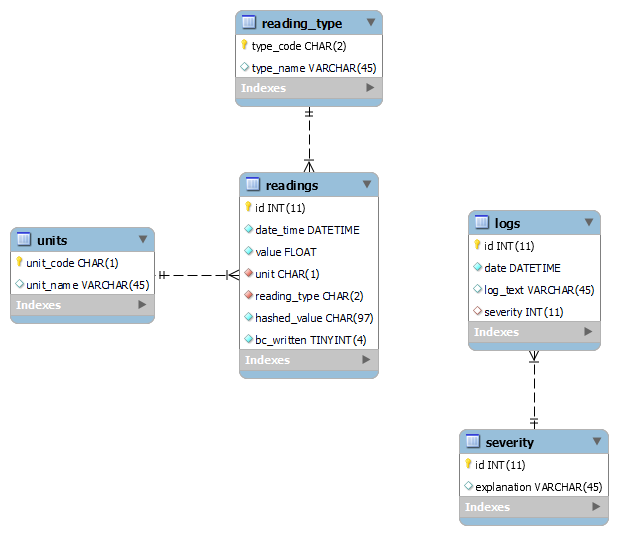 reading_type
type_code CHAR(2)
type_name VARCHAR(45)
Indexes
readings
id INT(11)
date_time DATETIME
value FLOAT
unit CHAR(1)
reading_type CHAR(2)
hashed_value CHAR(97)
bc_written TINYINT(4)
Indexes
units
unit_code CHAR(1)
unit_name VARCHAR(45)
Indexes
logs
id INT(11)
date DATETIME
log_text VARCHAR(45)
severity INT(11)
Indexes
severity
id INT(11)
explanation VARCHAR(45)
Indexes